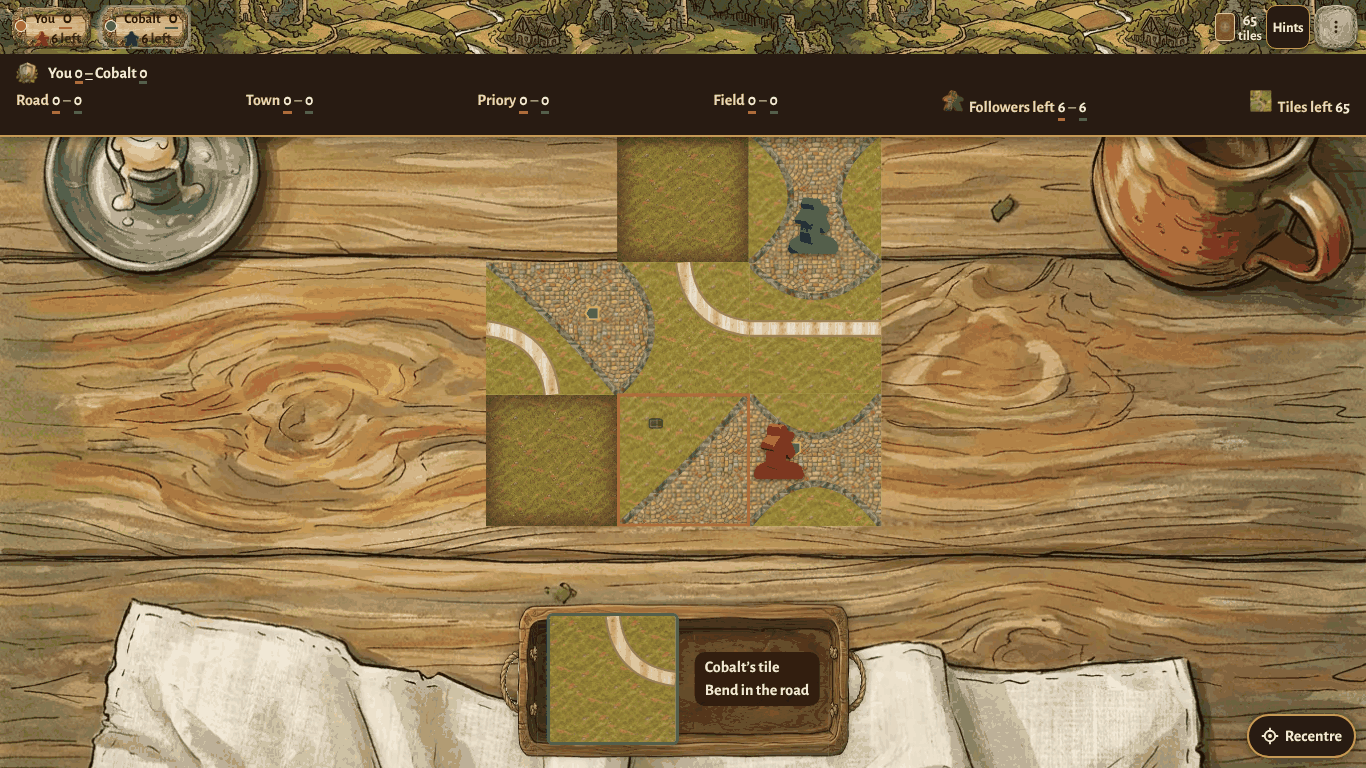 You 0
6 left
Cobalt 0
6 left
65
tiles
Hints
You 0 – Cobalt 0
Road 0 – 0
Town 0 – 0
Priory 0 – 0
Field 0 – 0
Followers left 6 – 6
Tiles left 65
Cobalt's tile
Bend in the road
Recentre